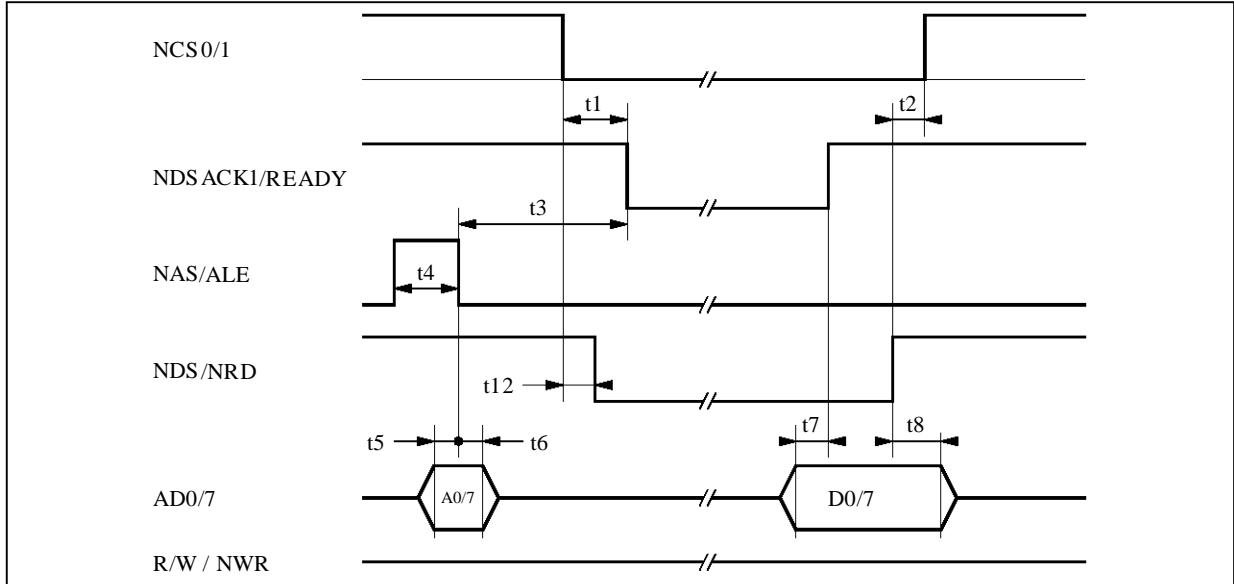 NCS0/1
t1
t2
NDSACK1/READY
t3
NAS/ALE
t4
NDS/NRD
t12
t5
t6
t7
t8
AD0/7
A0/7
D0/7
R/W / NWR